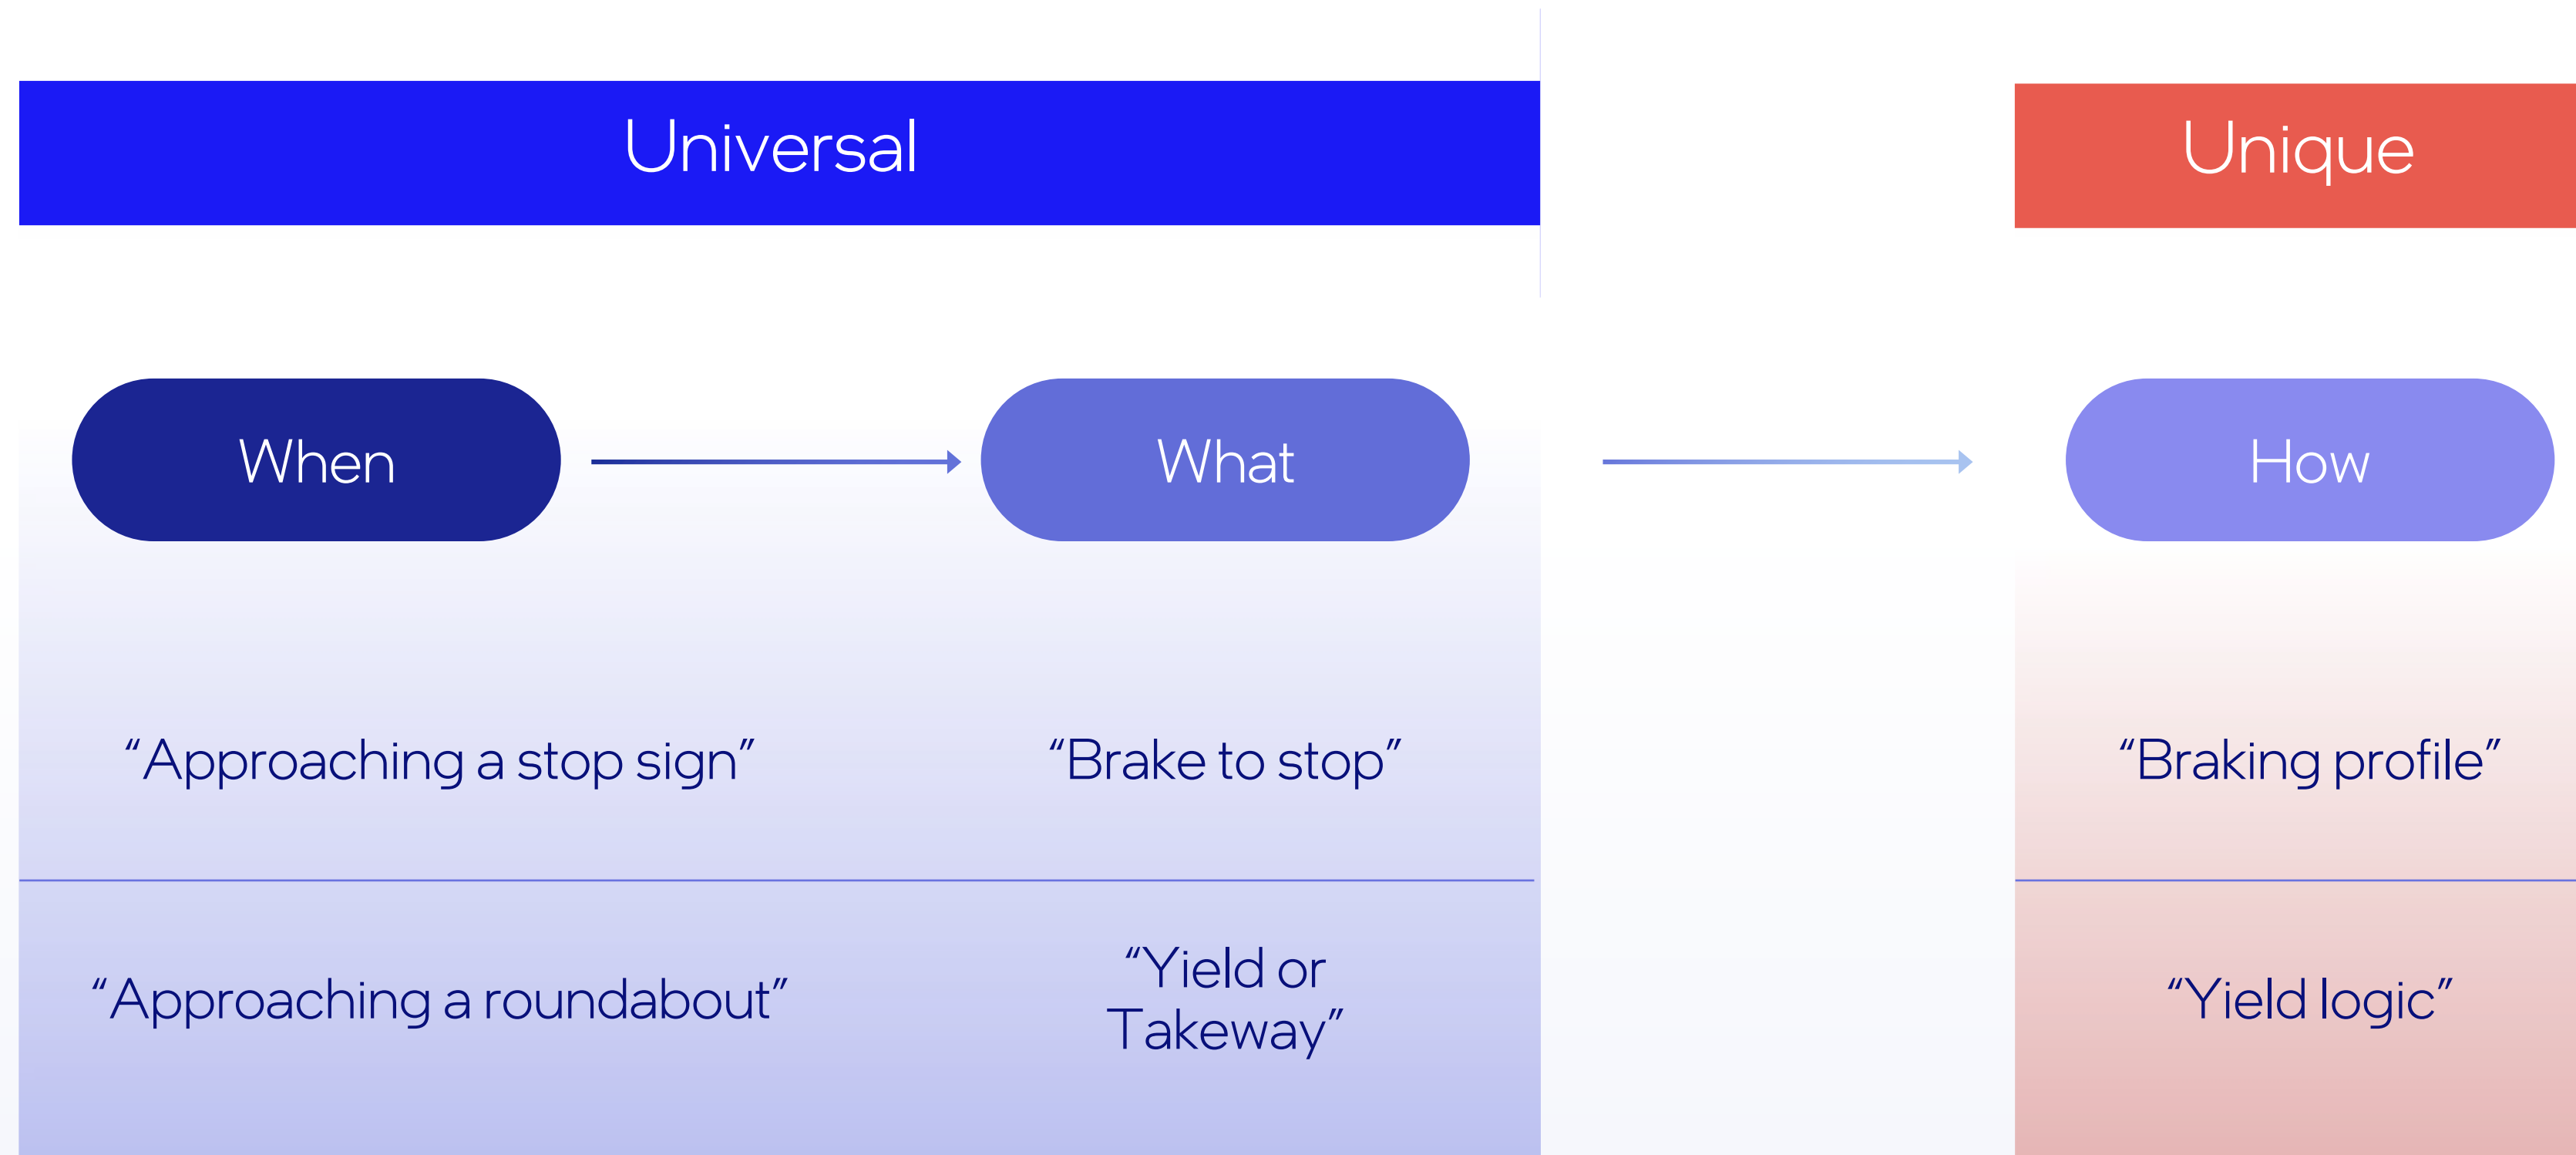 Universal
Unique
When
What
How
“Approaching a stop sign”
“Brake to stop”
“Braking profile”
“Approaching a roundabout”
“Yield or
Takeway”
“Yield logic”